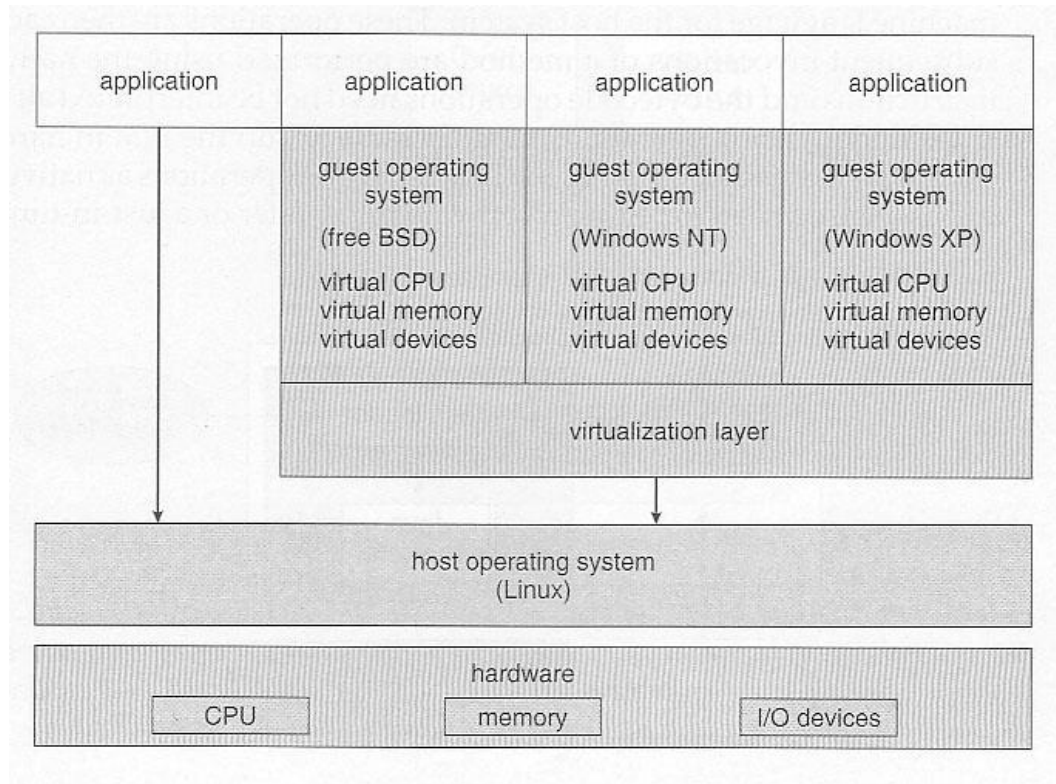 application
application
application
application
guest operating
system
(free BSD)
virtual CPU
virtual memory
virtual devices
guest operating
system
(Windows NT)
virtual CPU
virtual memory
virtual devices
guest operating
system
(Windows XP)
virtual CPU
virtual memory
virtual devices
virtualization layer
host operating system
(Linux)
hardware
CPU
memory
I/O devices